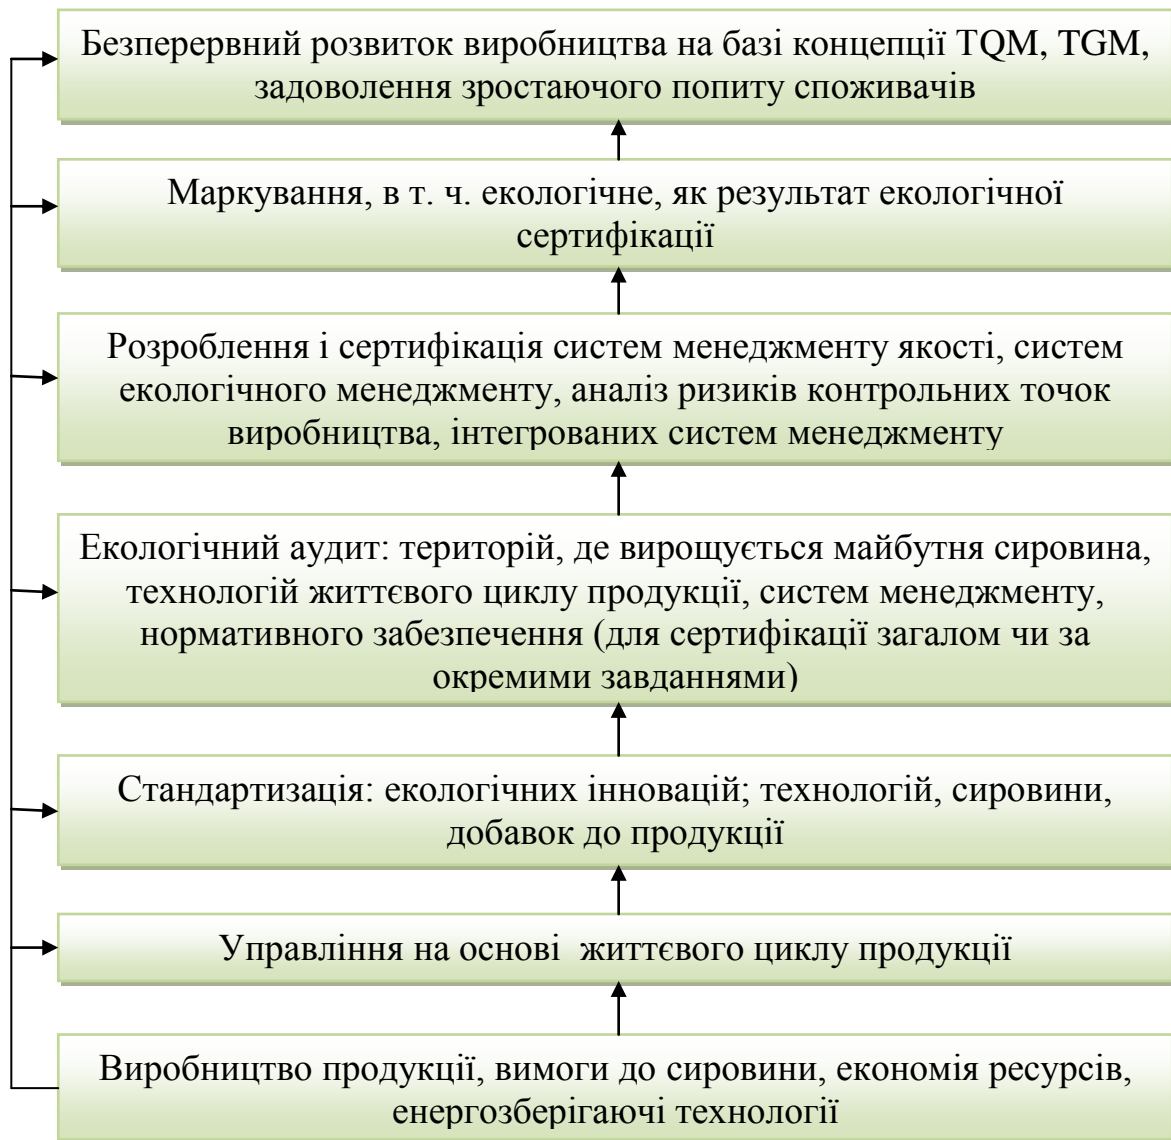 Безперервний розвиток виробництва на базі концепції TQM, TGM,
задоволення зростаючого попиту споживачів
Маркування, в т. ч. екологічне, як результат екологічної
сертифікації
Розроблення і сертифікація систем менеджменту якості, систем
екологічного менеджменту, аналіз ризиків контрольних точок
виробництва, інтегрованих систем менеджменту
Екологічний аудит: територій, де вирощується майбутня сировина,
технологій життєвого циклу продукції, систем менеджменту,
нормативного забезпечення (для сертифікації загалом чи за
окремими завданнями)
Стандартизація: екологічних інновацій; технологій, сировини,
добавок до продукції
Управління на основі життєвого циклу продукції
Виробництво продукції, вимоги до сировини, економія ресурсів,
енергозберігаючі технології